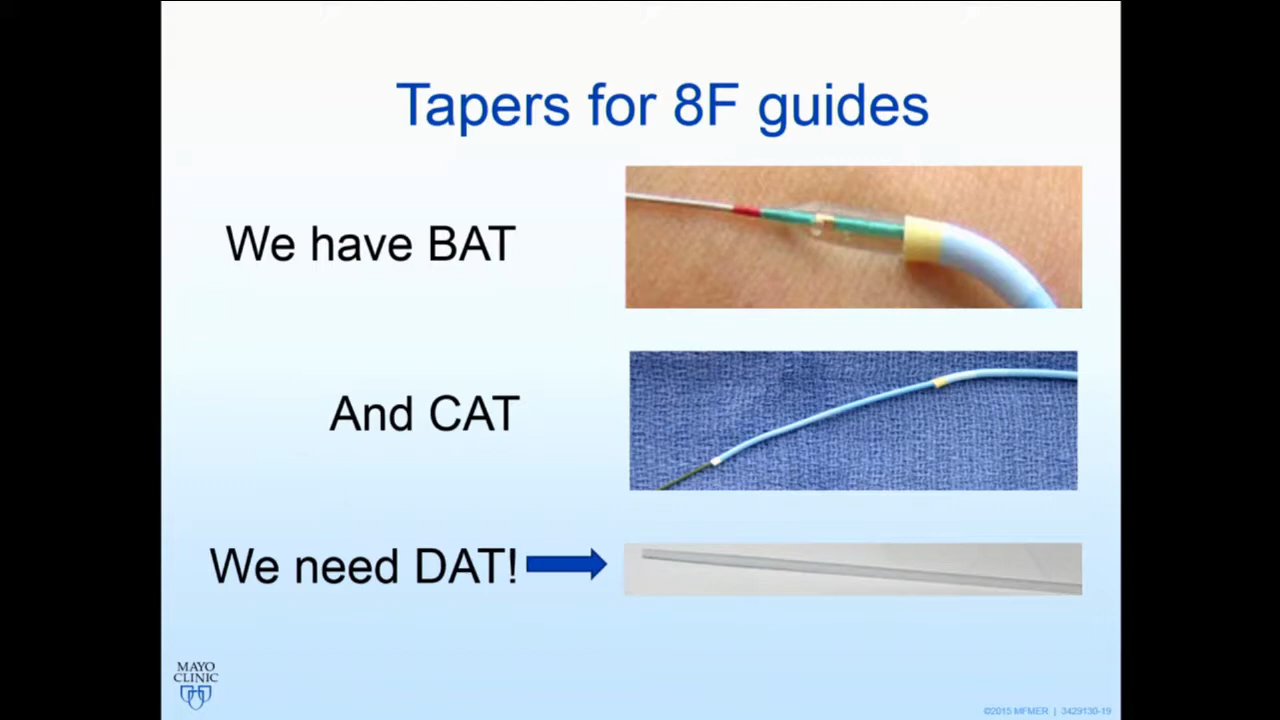 Tapers for 8F guides
We have BAT
And CAT
We need DAT!
MAYO
CLINIC
©2015 MFMER | 3429130-19